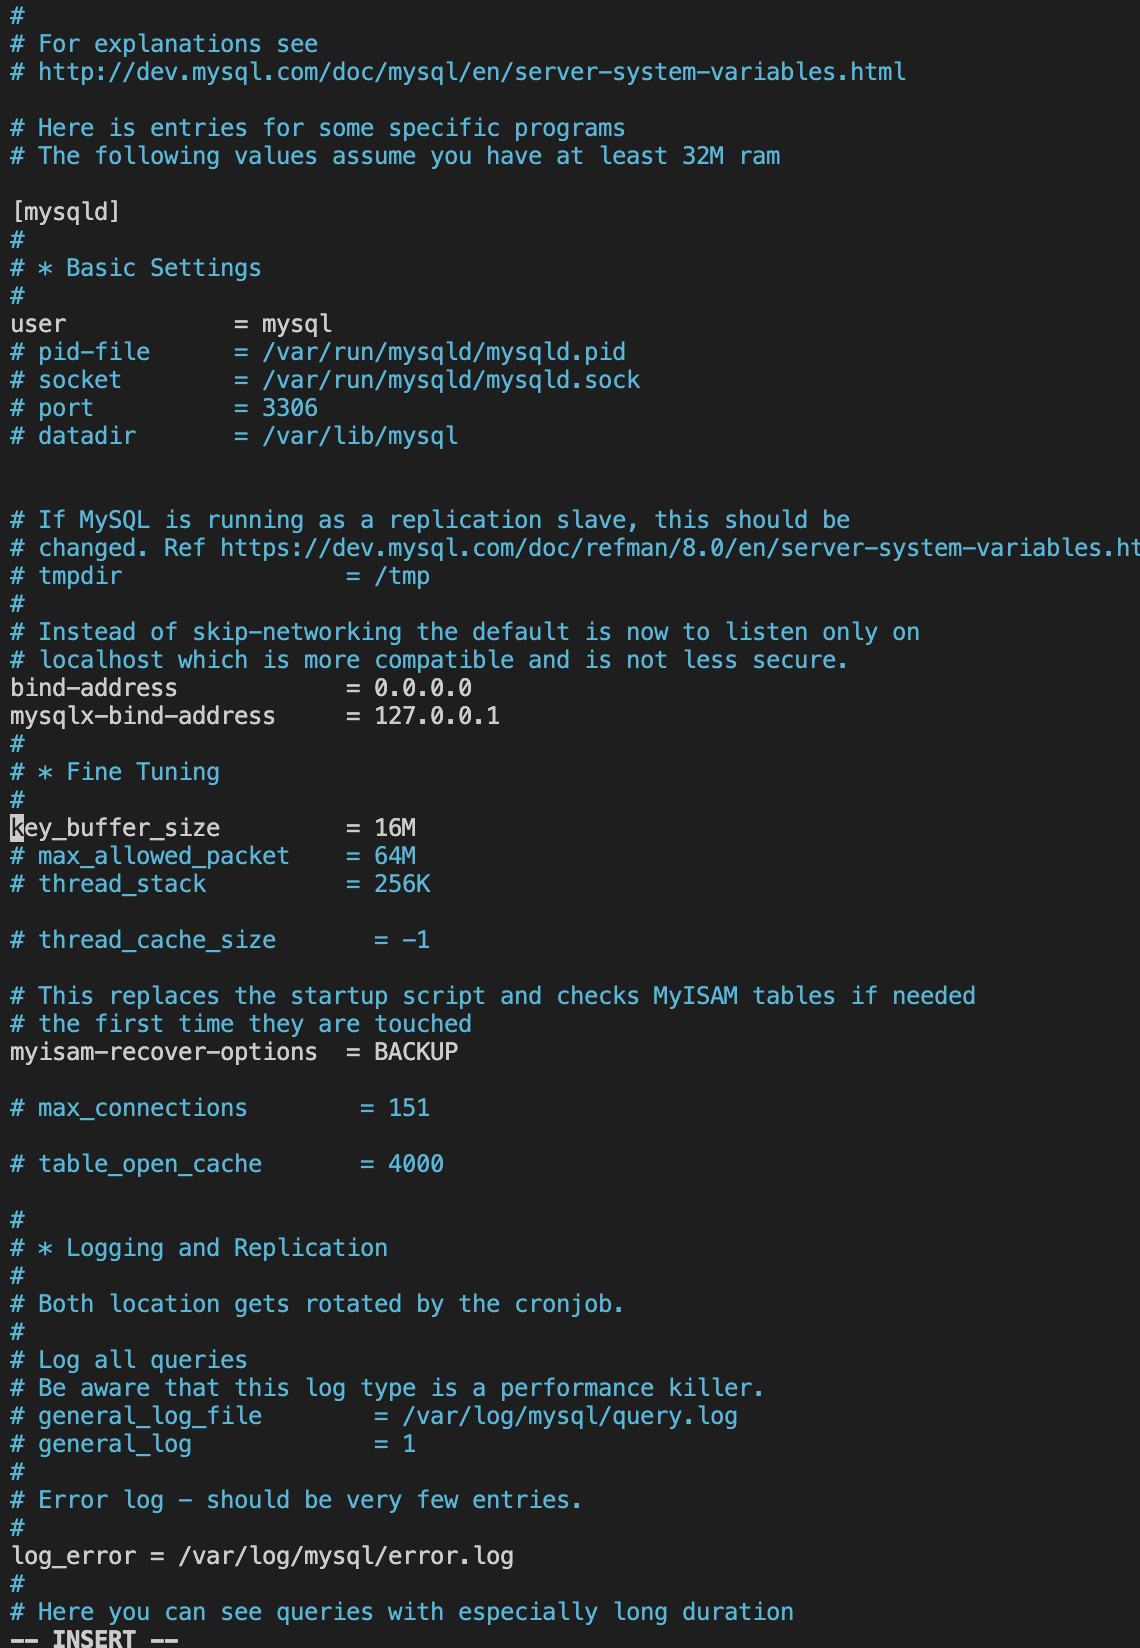 #
# For explanations see
# http://dev.mysql.com/doc/mysql/en/server-system-variables.html

# Here is entries for some specific programs
# The following values assume you have at least 32M ram

[mysqld]
#
# * Basic Settings
#
user            = mysql
# pid-file      = /var/run/mysqld/mysqld.pid
# socket        = /var/run/mysqld/mysqld.sock
# port          = 3306
# datadir       = /var/lib/mysql


# If MySQL is running as a replication slave, this should be
# changed. Ref https://dev.mysql.com/doc/refman/8.0/en/server-system-variables.ht
# tmpdir                = /tmp
#
# Instead of skip-networking the default is now to listen only on
# localhost which is more compatible and is not less secure.
bind-address            = 0.0.0.0
mysqlx-bind-address     = 127.0.0.1
#
# * Fine Tuning
#
key_buffer_size         = 16M
# max_allowed_packet    = 64M
# thread_stack          = 256K

# thread_cache_size       = -1

# This replaces the startup script and checks MyISAM tables if needed
# the first time they are touched
myisam-recover-options  = BACKUP

# max_connections        = 151

# table_open_cache       = 4000

#
# * Logging and Replication
#
# Both location gets rotated by the cronjob.
#
# Log all queries
# Be aware that this log type is a performance killer.
# general_log_file        = /var/log/mysql/query.log
# general_log             = 1
#
# Error log - should be very few entries.
#
log_error = /var/log/mysql/error.log
#
# Here you can see queries with especially long duration
-- INSERT --